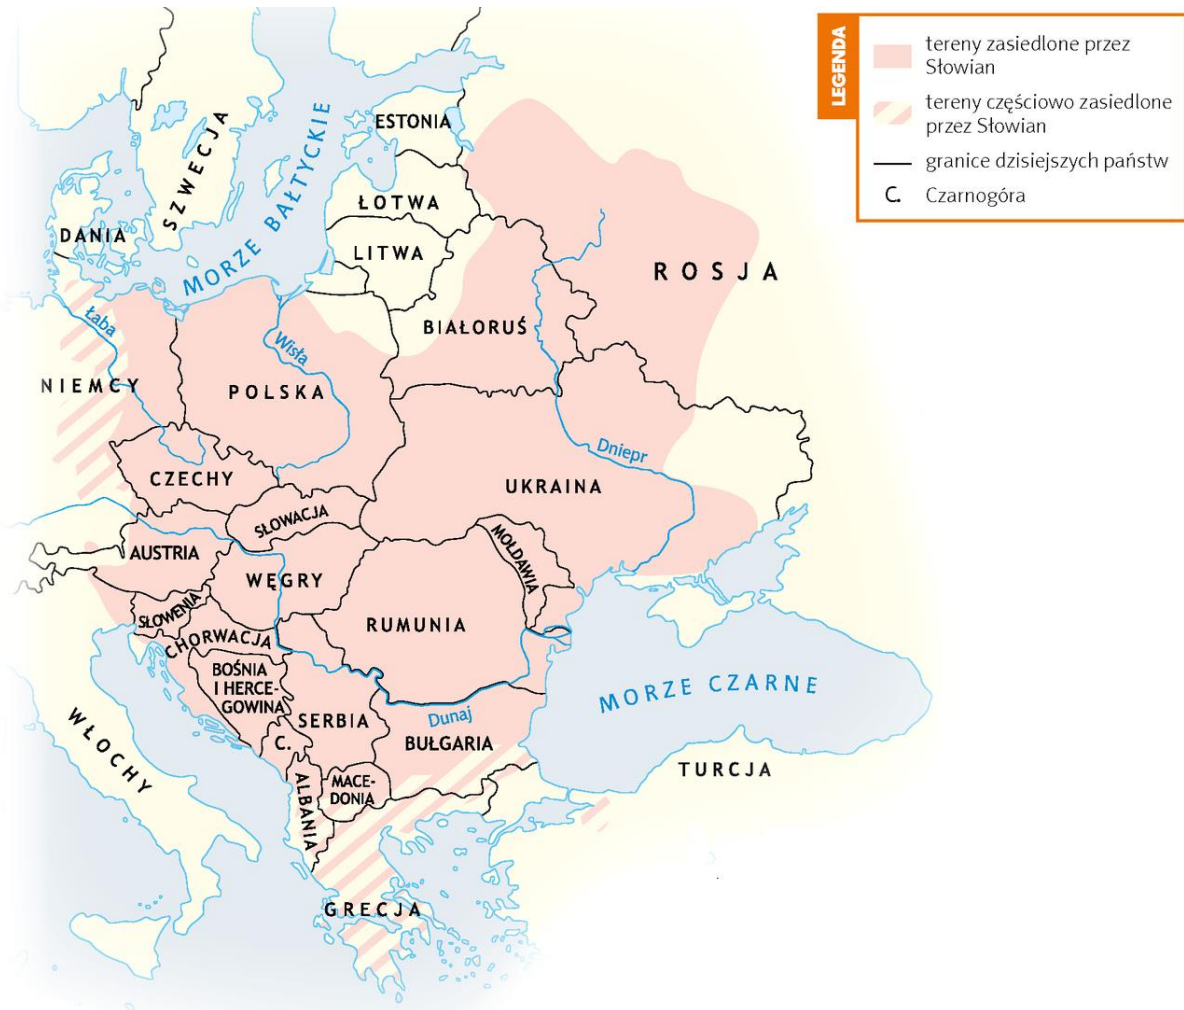 LEGENDA
tereny zasiedlone przez
Słowian
tereny częściowo zasiedlone
przez Słowian
granice dzisiejszych państw
C. Czarnogóra
SZWECJA
MORZE BAŁTYCKIE
ESTONIA
ŁOTWA
DANIA
LITWA
ROSJA
Łaba
Wisła
BIAŁORUŚ
NIEMCY
POLSKA
Dniepr
CZECHY
UKRAINA
SŁOWACJA
AUSTRIA
MOŁDAWIA
WĘGRY
SŁOWENIA
RUMUNIA
CHORWACJA
BOŚNIA
I HERCE-
GOWINA
MORZE CZARNE
WŁOCHY
SERBIA
Dunaj
C.
BUŁGARIA
TURCJA
ALBANIA
MACE-
DONIA
GRECJA